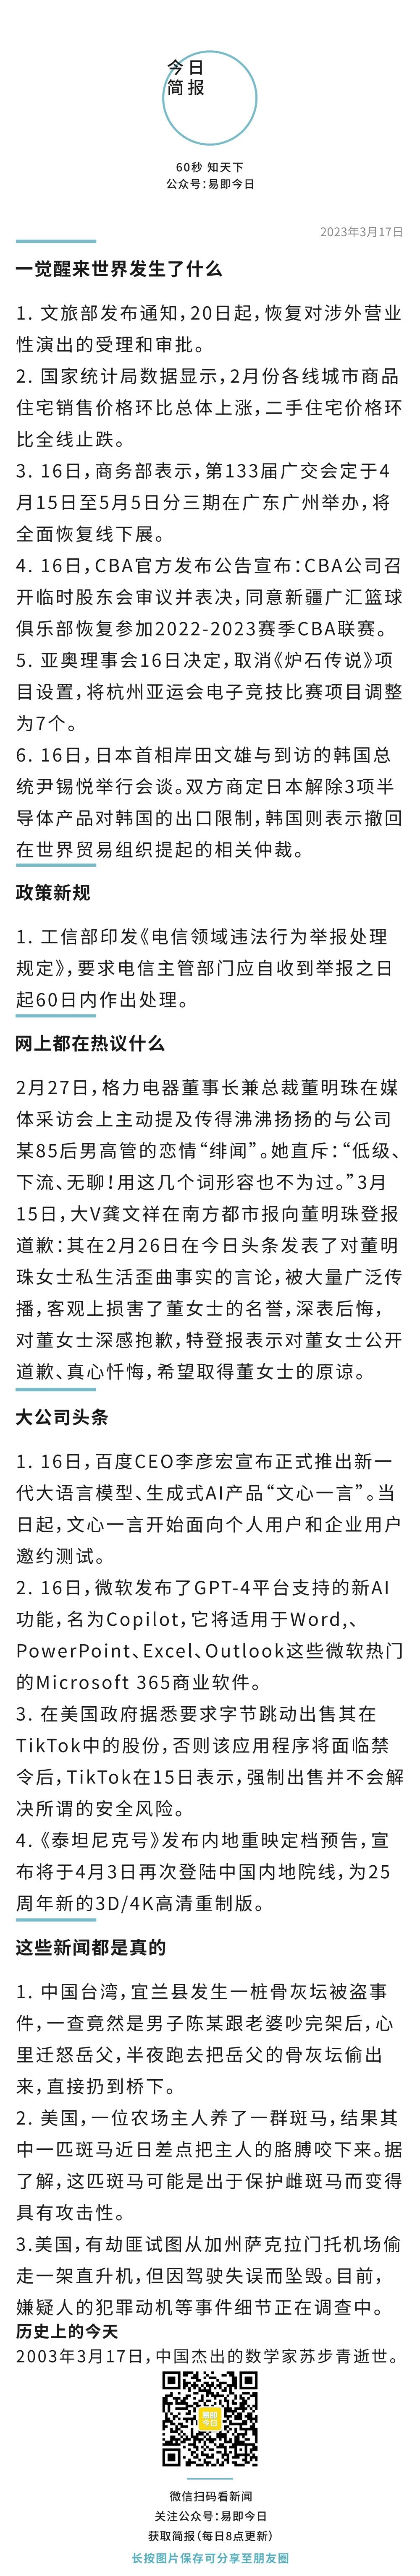 今日
简报
60秒 知天下
公众号：易即今日
2023年3月17日
一觉醒来世界发生了什么
1. 文旅部发布通知，20日起，恢复对涉外营业
性演出的受理和审批。
2. 国家统计局数据显示，2月份各线城市商品
住宅销售价格环比总体上涨，二手住宅价格环
比全线止跌。
3. 16日，商务部表示，第133届广交会定于4
月15日至5月5日分三期在广东广州举办，将
全面恢复线下展。
4. 16日，CBA官方发布公告宣布：CBA公司召
开临时股东会审议并表决，同意新疆广汇篮球
俱乐部恢复参加2022-2023赛季CBA联赛。
5. 亚奥理事会16日决定，取消《炉石传说》项
目设置，将杭州亚运会电子竞技比赛项目调整
为7个。
6. 16日，日本首相岸田文雄与到访的韩国总
统尹锡悦举行会谈。双方商定日本解除3项半
导体产品对韩国的出口限制，韩国则表示撤回
在世界贸易组织提起的相关仲裁。
政策新规
1. 工信部印发《电信领域违法行为举报处理
规定》，要求电信主管部门应自收到举报之日
起60日内作出处理。
网上都在热议什么
2月27日，格力电器董事长兼总裁董明珠在媒
体采访会上主动提及传得沸沸扬扬的与公司
某85后男高管的恋情“绯闻”。她直斥：“低级、
下流、无聊！用这几个词形容也不为过。”3月
15日，大V龚文祥在南方都市报向董明珠登报
道歉：其在2月26日在今日头条发表了对董明
珠女士私生活歪曲事实的言论，被大量广泛传
播，客观上损害了董女士的名誉，深表后悔，
对董女士深感抱歉，特登报表示对董女士公开
道歉、真心忏悔，希望取得董女士的原谅。
大公司头条
1. 16日，百度CEO李彦宏宣布正式推出新一
代大语言模型、生成式AI产品“文心一言”。当
日起，文心一言开始面向个人用户和企业用户
邀约测试。
2. 16日，微软发布了GPT-4平台支持的新AI
功能，名为Copilot，它将适用于Word,、
PowerPoint、Excel、Outlook这些微软热门
的Microsoft 365商业软件。
3. 在美国政府据悉要求字节跳动出售其在
TikTok中的股份，否则该应用程序将面临禁
令后，TikTok在15日表示，强制出售并不会解
决所谓的安全风险。
4.《泰坦尼克号》发布内地重映定档预告，宣
布将于4月3日再次登陆中国内地院线，为25
周年新的3D/4K高清重制版。
这些新闻都是真的
1. 中国台湾，宜兰县发生一桩骨灰坛被盗事
件，一查竟然是男子陈某跟老婆吵完架后，心
里迁怒岳父，半夜跑去把岳父的骨灰坛偷出
来，直接扔到桥下。
2. 美国，一位农场主人养了一群斑马，结果其
中一匹斑马近日差点把主人的胳膊咬下来。据
了解，这匹斑马可能是出于保护雌斑马而变得
具有攻击性。
3.美国，有劫匪试图从加州萨克拉门托机场偷
走一架直升机，但因驾驶失误而坠毁。目前，
嫌疑人的犯罪动机等事件细节正在调查中。
历史上的今天
2003年3月17日，中国杰出的数学家苏步青逝世。
易即
今日
微信扫码看新闻
关注公众号：易即今日
获取简报（每日8点更新）
长按图片保存可分享至朋友圈